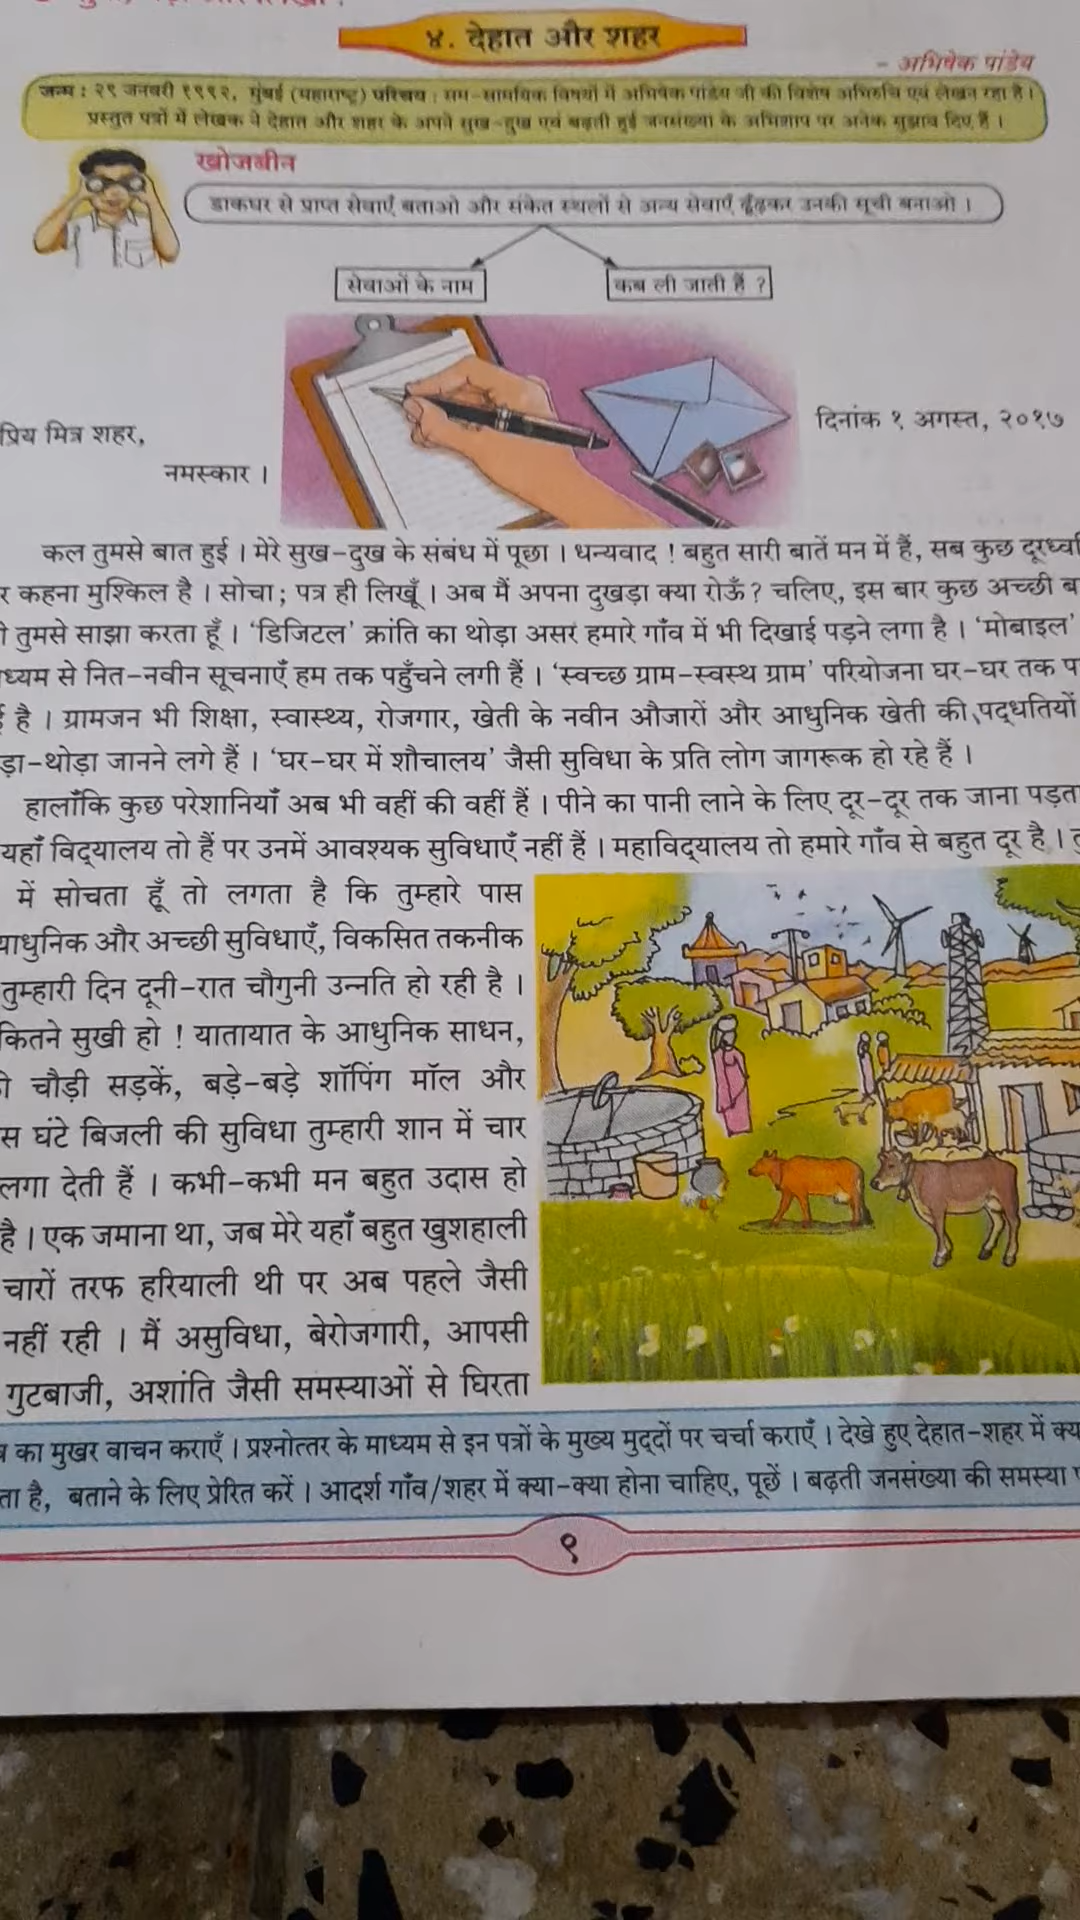 ४. देहात और शहर
- अभिषेक पांडेय
जन्म : २९ जनवरी १९९२, मुंबई (महाराष्ट्र) परिचय : सम-सामयिक विषयों में अभिषेक पांडेय जी की विशेष अभिरुचि एवं लेखन रहा है ।
प्रस्तुत पत्रों में लेखक ने देहात और शहर के अपने सुख-दुख एवं बढ़ती हुई जनसंख्या के अभिशाप पर अनेक सुझाव दिए हैं ।
खोजबीन
डाकघर से प्राप्त सेवाएँ बताओ और संकेत स्थलों से अन्य सेवाएँ ढूँढ़कर उनकी सूची बनाओ ।
सेवाओं के नाम
कब ली जाती हैं ?
दिनांक १ अगस्त, २०१७
प्रिय मित्र शहर,
नमस्कार ।
कल तुमसे बात हुई । मेरे सुख-दुख के संबंध में पूछा । धन्यवाद ! बहुत सारी बातें मन में हैं, सब कुछ
कहना मुश्किल है । सोचा; पत्र ही लिखूँ । अब मैं अपना दुखड़ा क्या रोऊँ ? चलिए, इस बार कुछ अच्छी
तुमसे साझा करता हूँ । ‘डिजिटल’ क्रांति का थोड़ा असर हमारे गाँव में भी दिखाई पड़ने लगा है । ‘मोबाइल’
से नित-नवीन सूचनाएँ हम तक पहुँचने लगी हैं । ‘स्वच्छ ग्राम-स्वस्थ ग्राम’ परियोजना घर-घर तक
है । ग्रामजन भी शिक्षा, स्वास्थ्य, रोजगार, खेती के नवीन औजारों और आधुनिक खेती की पद्धतियों
ड़ा-थोड़ा जानने लगे हैं । ‘घर-घर में शौचालय’ जैसी सुविधा के प्रति लोग जागरूक हो रहे हैं ।
हालाँकि कुछ परेशानियाँ अब भी वहीं की वहीं हैं । पीने का पानी लाने के लिए दूर-दूर तक जाना पड़ता
यहाँ विद्यालय तो हैं पर उनमें आवश्यक सुविधाएँ नहीं हैं । महाविद्यालय तो हमारे गाँव से बहुत दूर है ।
में सोचता हूँ तो लगता है कि तुम्हारे पास
याधुनिक और अच्छी सुविधाएँ, विकसित तकनीक
तुम्हारी दिन दूनी-रात चौगुनी उन्नति हो रही है ।
कितने सुखी हो ! यातायात के आधुनिक साधन,
चौड़ी सड़कें, बड़े-बड़े शॉपिंग मॉल और
स घंटे बिजली की सुविधा तुम्हारी शान में चार
लगा देती हैं । कभी-कभी मन बहुत उदास हो
है । एक जमाना था, जब मेरे यहाँ बहुत खुशहाली
चारों तरफ हरियाली थी पर अब पहले जैसी
नहीं रही । मैं असुविधा, बेरोजगारी, आपसी
गुटबाजी, अशांति जैसी समस्याओं से घिरता
का मुखर वाचन कराएँ । प्रश्नोत्तर के माध्यम से इन पत्रों के मुख्य मुद्दों पर चर्चा कराएँ । देखे हुए देहात-शहर में
ता है, बताने के लिए प्रेरित करें । आदर्श गाँव/शहर में क्या-क्या होना चाहिए, पूछें । बढ़ती जनसंख्या की समस्या
९